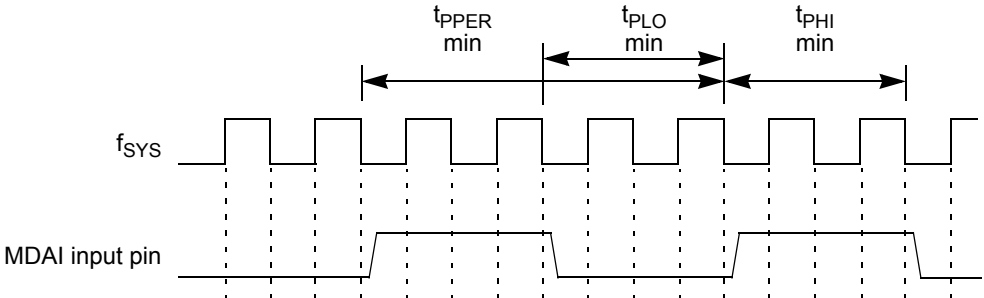 tPPER
min
tPLO
min
tPHI
min
fSYS
MDAI input pin